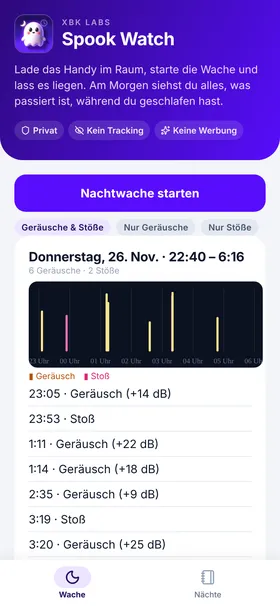 XBK LABS
Spook Watch
Lade das Handy im Raum, starte die Wache und
lass es liegen. Am Morgen siehst du alles, was
passiert ist, während du geschlafen hast.
Privat
Kein Tracking
Keine Werbung
Nachtwache starten
Geräusche & Stöße
Nur Geräusche
Nur Stöße
Donnerstag, 26. Nov. · 22:40 – 6:16
6 Geräusche · 2 Stöße
23 Uhr 00 Uhr 01 Uhr 02 Uhr 03 Uhr 04 Uhr 05 Uhr 06 Uh
Geräusch Stoß
23:05 · Geräusch (+14 dB)
23:53 · Stoß
1:11 · Geräusch (+22 dB)
1:14 · Geräusch (+18 dB)
2:35 · Geräusch (+9 dB)
3:19 · Stoß
3:20 · Geräusch (+25 dB)
Wache
Nächte